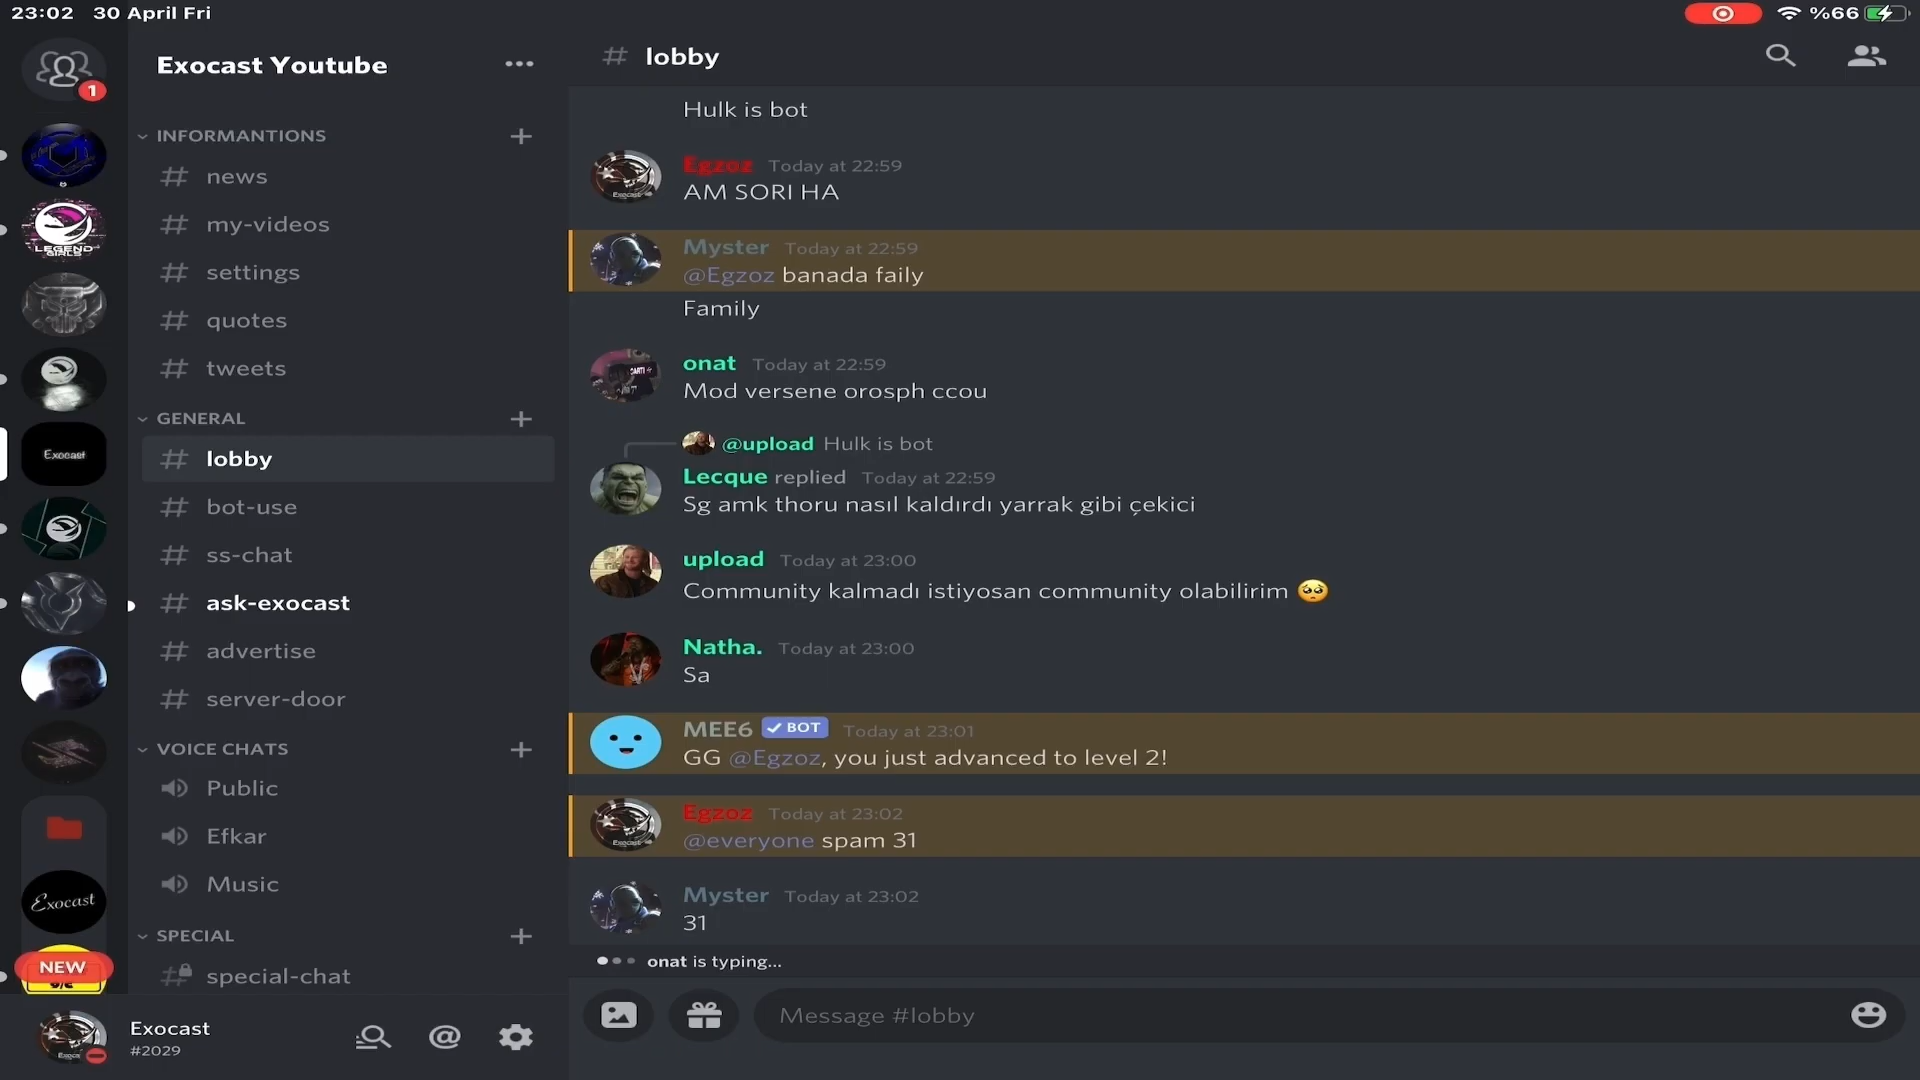 23:02 30 April Fri
%66
1
LEGEND
GIRLS
Exocast
Exocast
NEW
9/E
Exocast Youtube
INFORMANTIONS
news
my-videos
settings
quotes
tweets
GENERAL
lobby
bot-use
ss-chat
ask-exocast
advertise
server-door
VOICE CHATS
Public
Efkar
Music
SPECIAL
special-chat
Exocast
#2029
# lobby
Hulk is bot
Egzoz Today at 22:59
AM SORI HA
Myster Today at 22:59
@Egzoz banada faily
Family
onat Today at 22:59
Mod versene orosph ccou
@upload Hulk is bot
Lecque replied Today at 22:59
Sg amk thoru nasıl kaldırdı yarrak gibi çekici
upload Today at 23:00
Community kalmadı istiyosan community olabilirim 🥺
Natha. Today at 23:00
Sa
MEE6 ✓ BOT Today at 23:01
GG @Egzoz, you just advanced to level 2!
Egzoz Today at 23:02
@everyone spam 31
Myster Today at 23:02
31
onat is typing...
Message #lobby